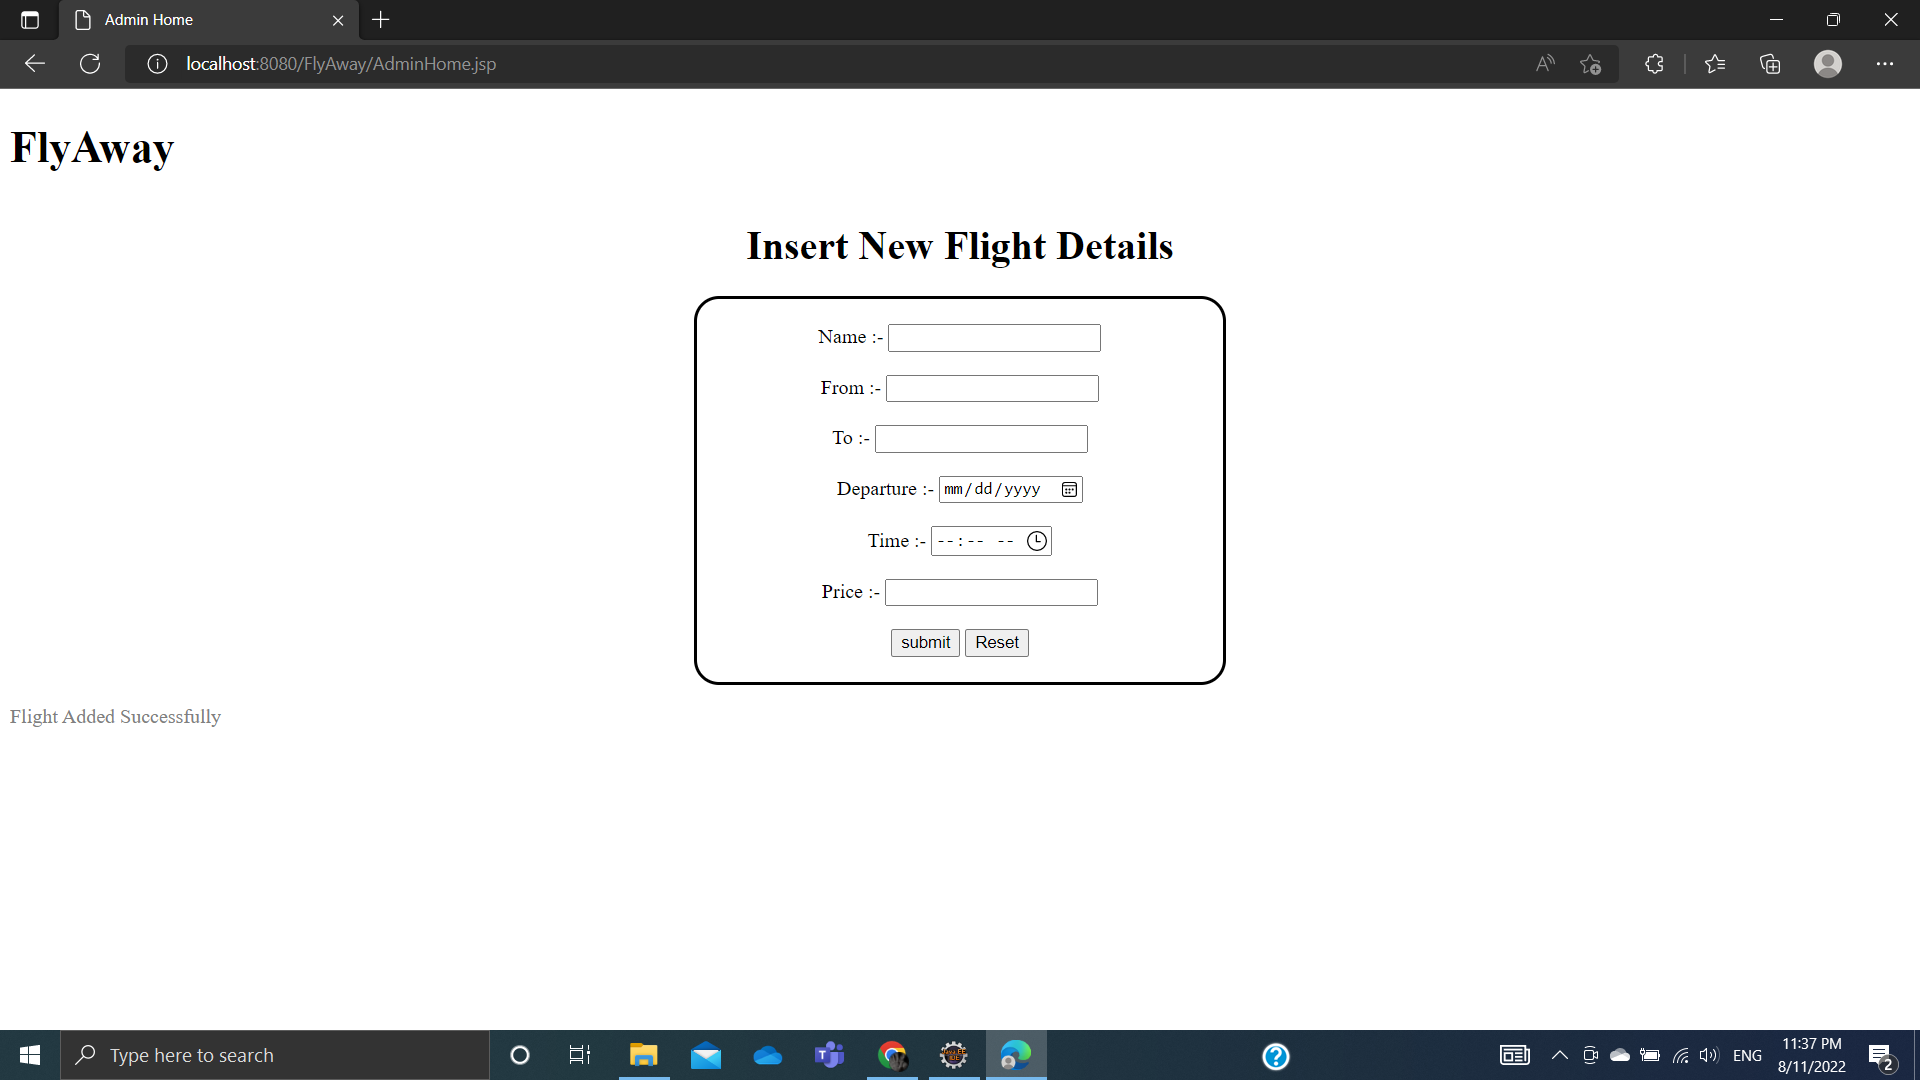 Admin Home
localhost:8080/FlyAway/AdminHome.jsp
FlyAway
Insert New Flight Details
Name :-
From :-
To :-
Departure :- mm/dd/yyyy
Time :- --:-- --
Price :-
submit Reset
Flight Added Successfully
Type here to search
ENG
11:37 PM
8/11/2022
2